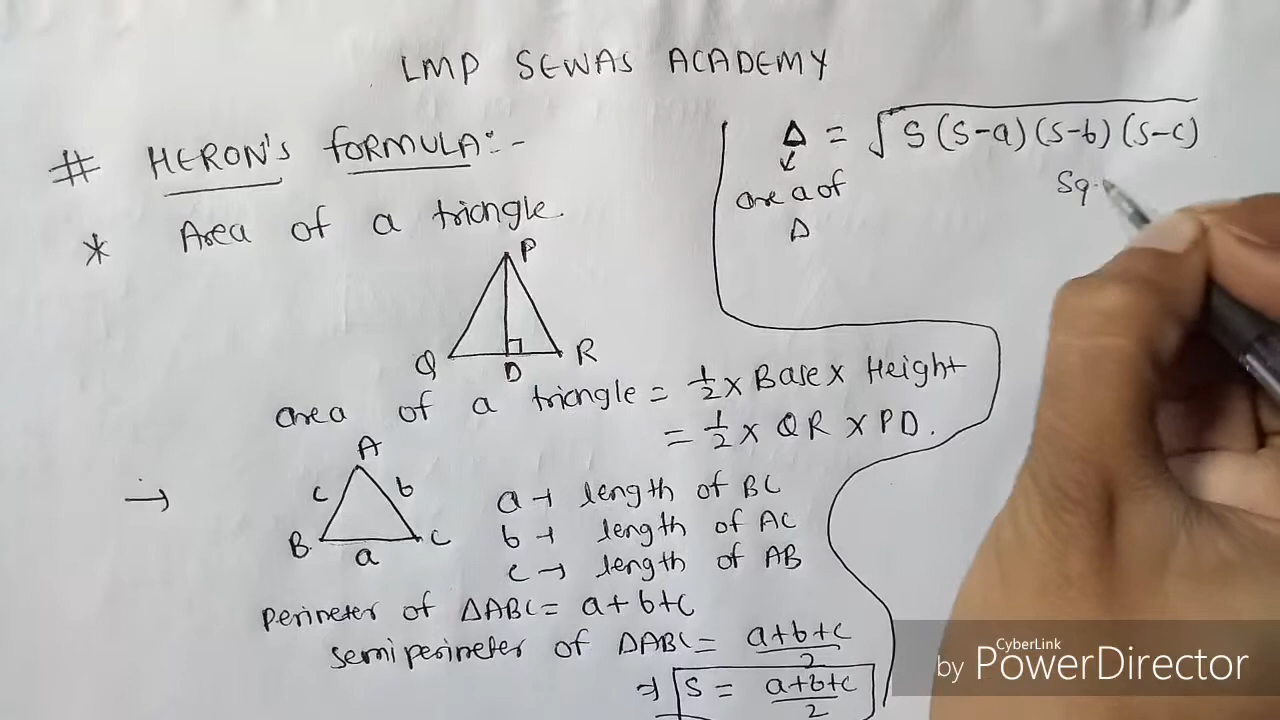 LMP SEWAS ACADEMY
# HERON's FORMULA:-
* Area of a triangle.
P
Q D R
area of a triangle = 1/2 × Base × Height
= 1/2 × QR × PD.
→
A
c b
B C
a
a → length of BC
b → length of AC
c → length of AB
perimeter of ΔABC = a+b+c
semiperimeter of ΔABC = a+b+c/2
⇒ S = a+b+c/2
Δ = √S(S-a)(S-b)(S-c)
area of
Δ
Sq.
CyberLink
by PowerDirector